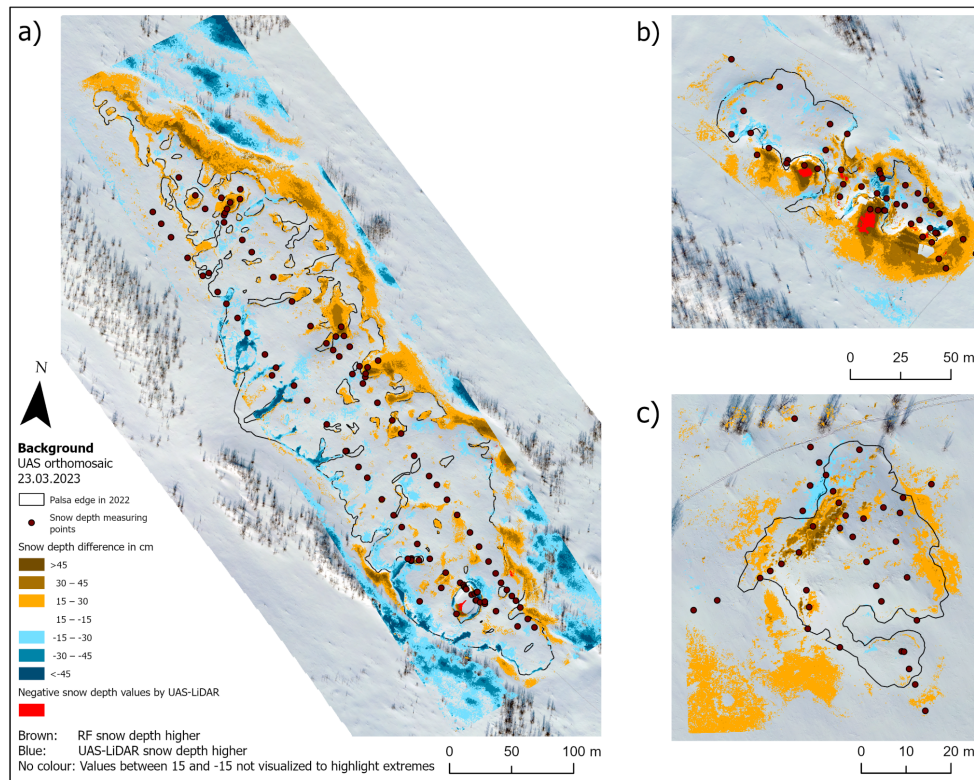 a)
b)
c)
0 25 50 m
N
Background
UAS orthomosaic
23.03.2023
Palsa edge in 2022
Snow depth measuring
points
Snow depth difference in cm
>45
30 – 45
15 – 30
15 – -15
-15 – -30
-30 – -45
<-45
Negative snow depth values by UAS-LiDAR
Brown: RF snow depth higher
Blue: UAS-LiDAR snow depth higher
No colour: Values between 15 and -15 not visualized to highlight extremes
0 50 100 m
0 10 20 m